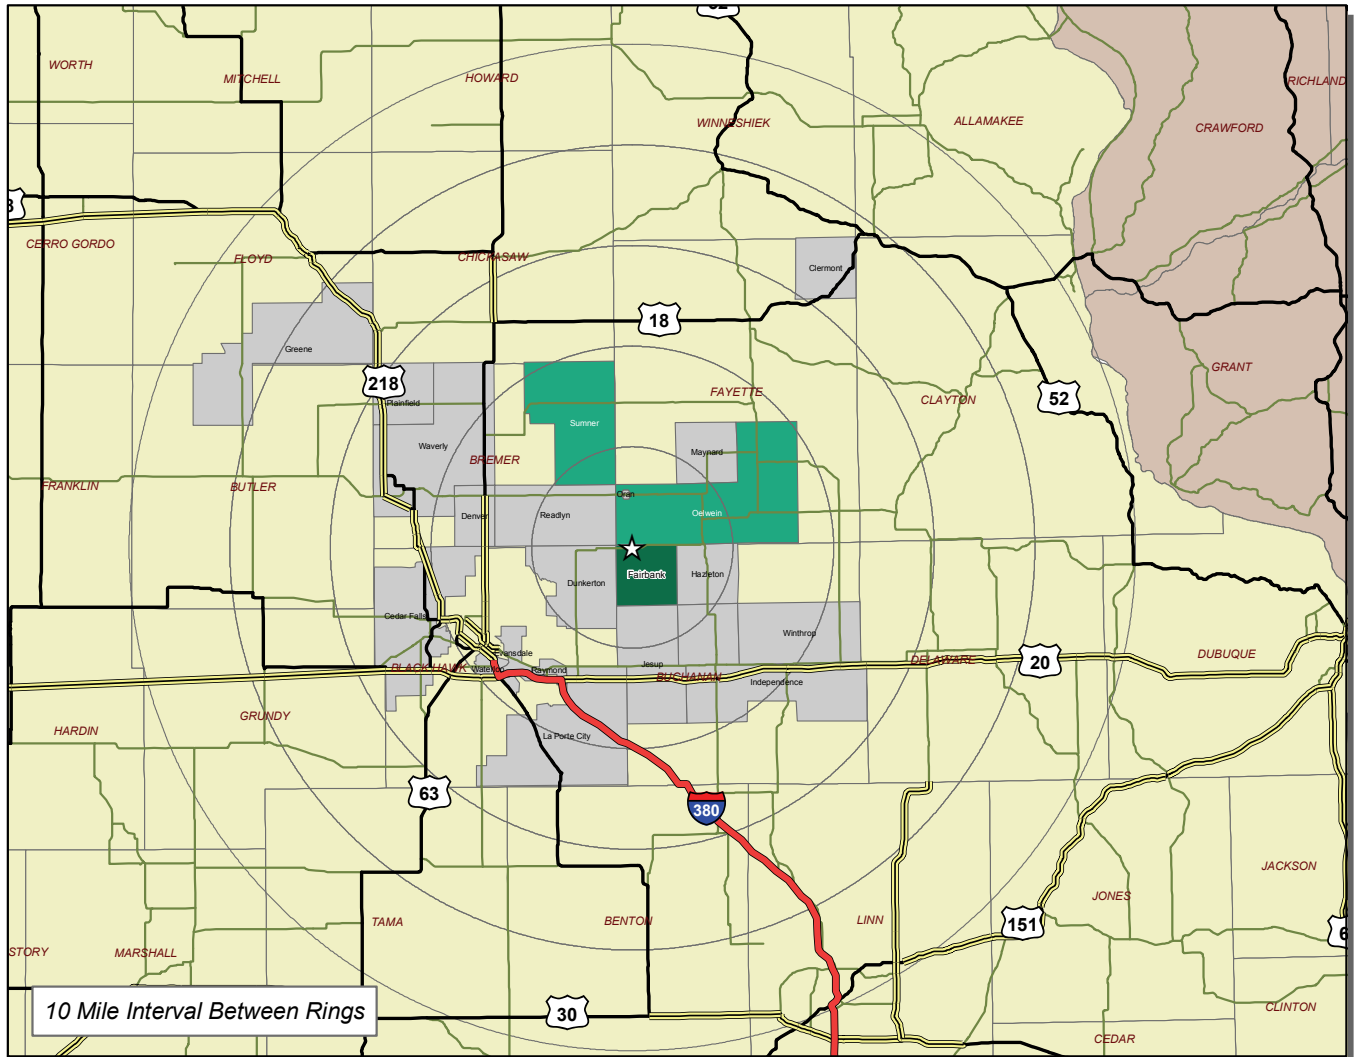 52
WORTH
MITCHELL
HOWARD
RICHLAND
WINNESHIEK
ALLAMAKEE
CRAWFORD
CERRO GORDO
FLOYD
CHICKASAW
Clermont
18
Greene
218
GRANT
Plainfield
FAYETTE
CLAYTON
52
Sumner
Waverly
BREMER
Maynard
FRANKLIN
BUTLER
Oran
Denver
Readlyn
Oelwein
Dunkerton
Fairbank
Hazleton
Cedar Falls
Winthrop
Evansdale
BLACK HAWK
Waterloo
Raymond
Jesup
BUCHANAN
Independence
DELAWARE
20
DUBUQUE
GRUNDY
HARDIN
La Porte City
63
380
JACKSON
JONES
TAMA
BENTON
LINN
151
6
STORY
MARSHALL
10 Mile Interval Between Rings
30
CLINTON
CEDAR